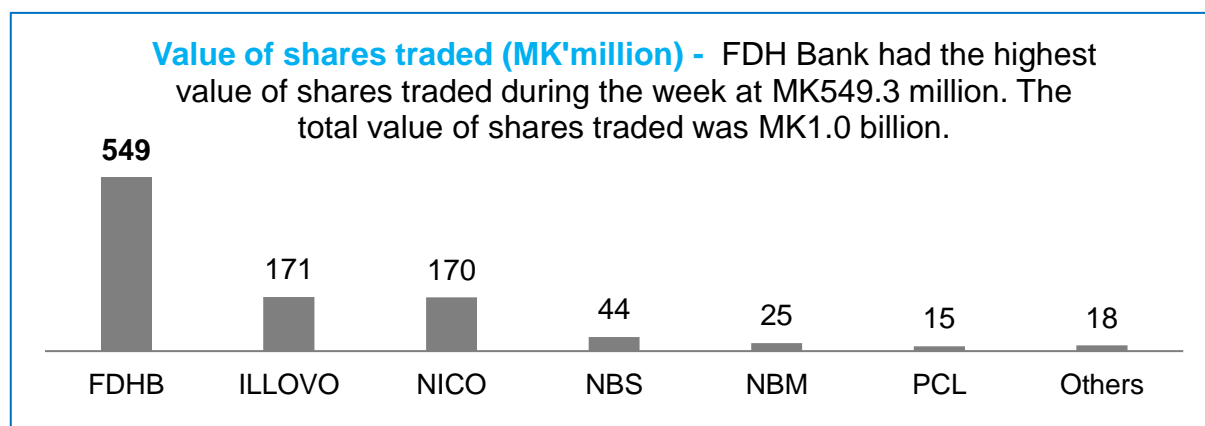 Value of shares traded (MK'million) - FDH Bank had the highest
value of shares traded during the week at MK549.3 million. The
total value of shares traded was MK1.0 billion.
549
171
170
44
25
15
18
FDHB
ILLOVO
NICO
NBS
NBM
PCL
Others